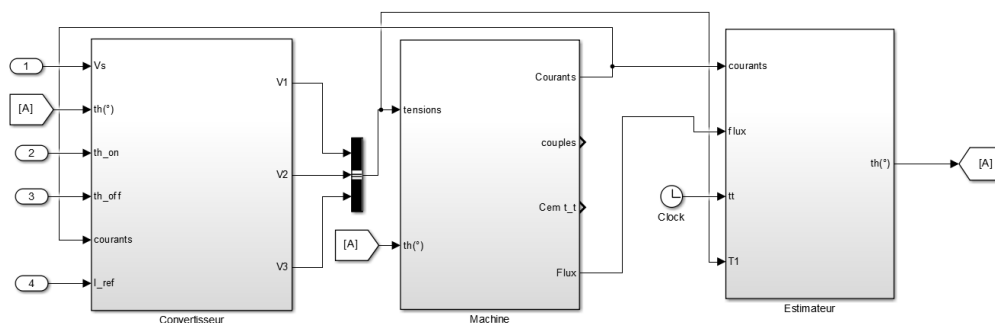 1
[A]
2
3
4
Vs
th(°)
th_on
th_off
courants
I_ref
V1
V2
V3
Convertisseur
[A]
tensions
th(°)
Courants
couples
Cem t_t
Flux
Machine
Clock
courants
flux
tt
T1
th(°)
Estimateur
[A]